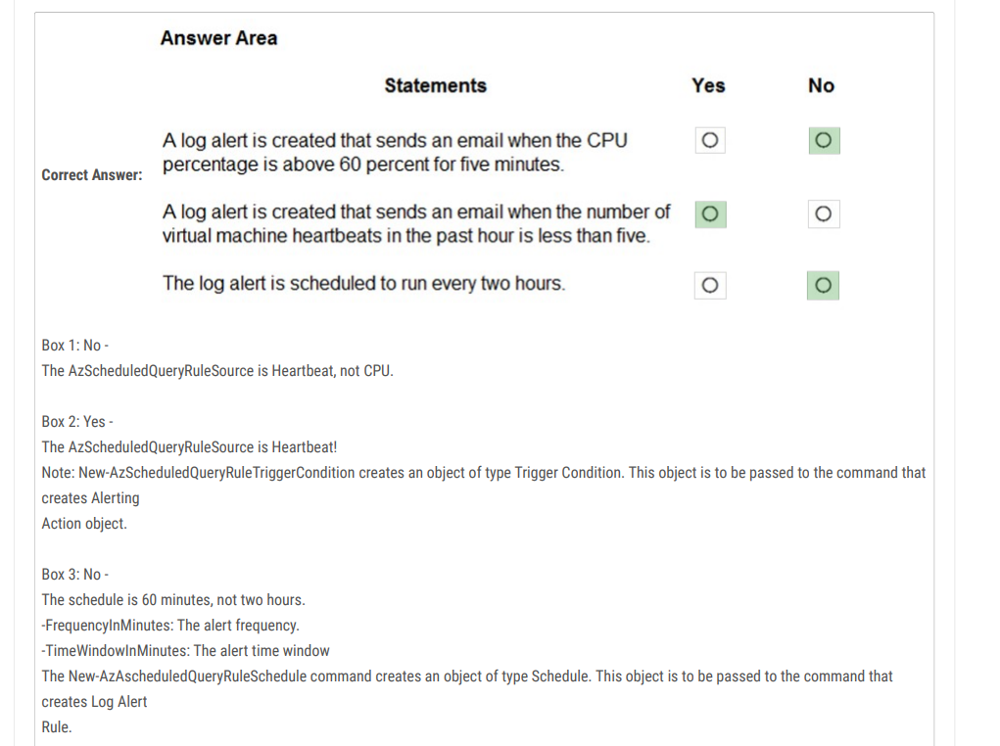 Answer Area
Statements Yes No
A log alert is created that sends an email when the CPU
percentage is above 60 percent for five minutes.
Correct Answer:
A log alert is created that sends an email when the number of
virtual machine heartbeats in the past hour is less than five.
The log alert is scheduled to run every two hours.
Box 1: No -
The AzScheduledQueryRuleSource is Heartbeat, not CPU.
Box 2: Yes -
The AzScheduledQueryRuleSource is Heartbeat!
Note: New-AzScheduledQueryRuleTriggerCondition creates an object of type Trigger Condition. This object is to be passed to the command that
creates Alerting
Action object.
Box 3: No -
The schedule is 60 minutes, not two hours.
-FrequencyInMinutes: The alert frequency.
-TimeWindowInMinutes: The alert time window
The New-AzAscheduledQueryRuleSchedule command creates an object of type Schedule. This object is to be passed to the command that
creates Log Alert
Rule.